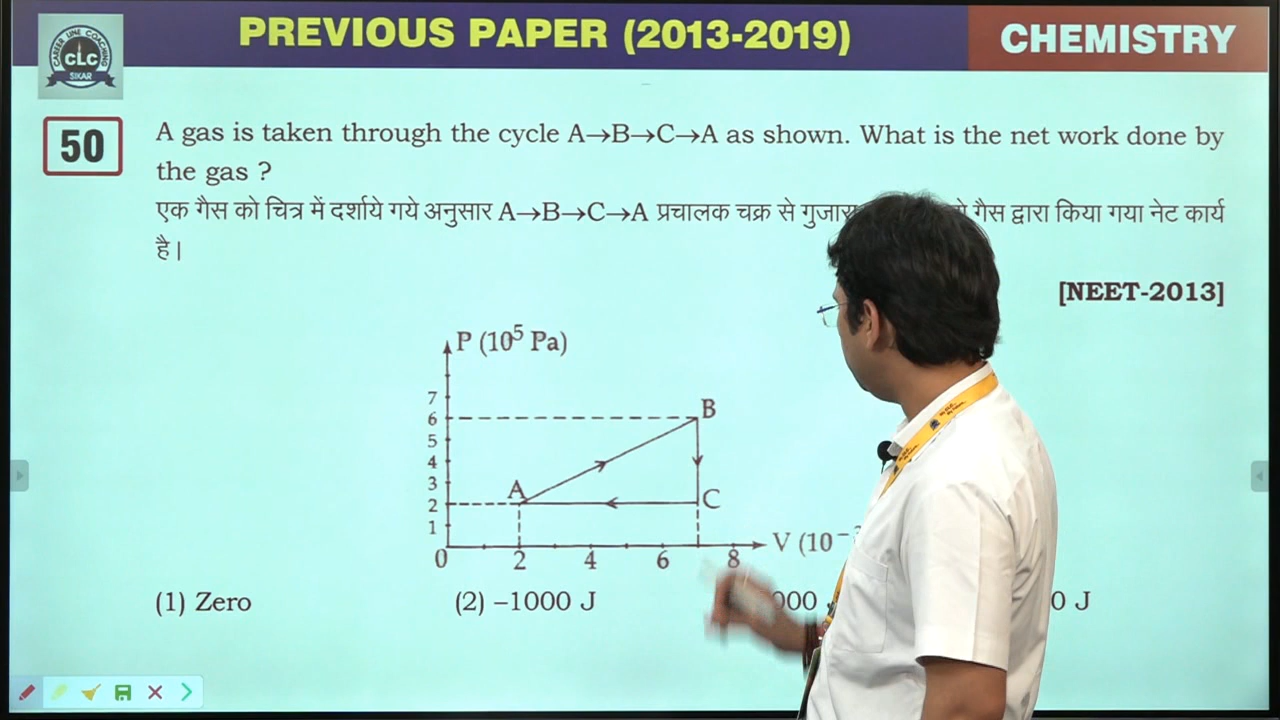 PREVIOUS PAPER (2013-2019)
CHEMISTRY
CAREER LINE COACHING
CLC
SIKAR
50
A gas is taken through the cycle A→B→C→A as shown. What is the net work done by
the gas ?
एक गैस को चित्र में दर्शाये गये अनुसार A→B→C→A प्रचालक चक्र से गैस द्वारा किया गया नेट कार्य
है।
[NEET-2013]
P (10⁵ Pa)
7
6
5
4
3
2
1
0
2
4
6
8
A
B
C
V (10⁻
(1) Zero
(2) –1000 J
J